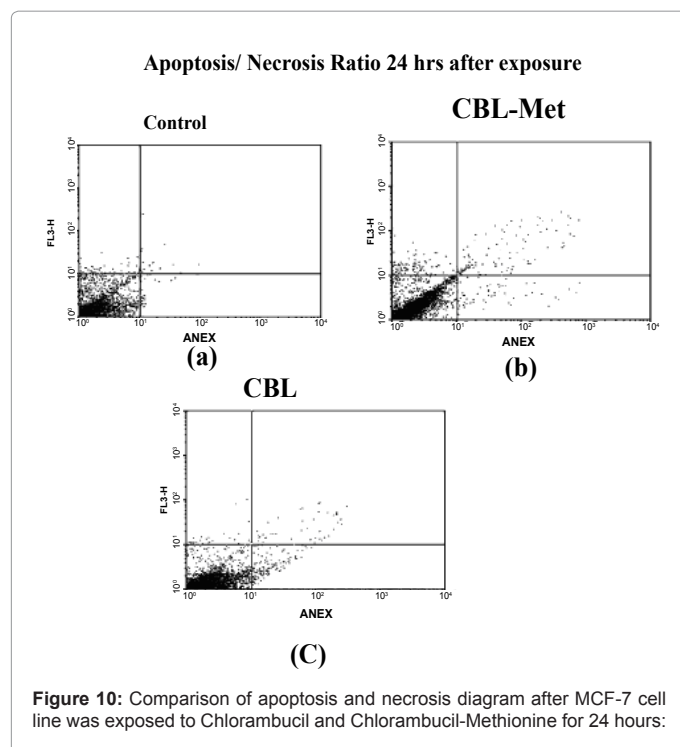 Apoptosis/ Necrosis Ratio 24 hrs after exposure
Control
10⁴
10³
10²
10¹
10⁰
FL3-H
10⁰ 10¹ 10² 10³ 10⁴
ANEX
(a)
CBL-Met
10⁴
10³
10²
10¹
10⁰
FL3-H
10⁰ 10¹ 10² 10³ 10⁴
ANEX
(b)
CBL
10⁴
10³
10²
10¹
10⁰
FL3-H
10⁰ 10¹ 10² 10³ 10⁴
ANEX
(C)
Figure 10: Comparison of apoptosis and necrosis diagram after MCF-7 cell
line was exposed to Chlorambucil and Chlorambucil-Methionine for 24 hours: